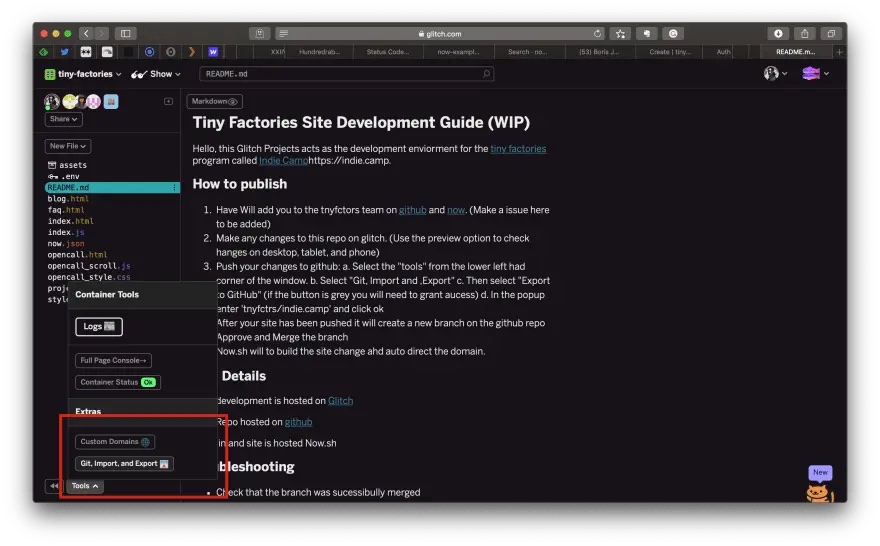 glitch.com
W
XXIV
Hundredrab...
Status Code...
now-exampl...
Search - no...
(53) Boris J...
Create | tiny...
Auth
README.m...
tiny-factories
Show
README.md
Share
New File
assets
.env
README.md
blog.html
faq.html
index.html
index.js
now.json
opencall.html
opencall_scroll.js
opencall_style.css
proj
style
Markdown
Tiny Factories Site Development Guide (WIP)
Hello, this Glitch Projects acts as the development enviorment for the tiny factories
program called Indie Camphttps://indie.camp.
How to publish
1. Have Will add you to the tnyfctors team on github and now. (Make a issue here
to be added)
2. Make any changes to this repo on glitch. (Use the preview option to check
hanges on desktop, tablet, and phone)
3. Push your changes to github: a. Select the "tools" from the lower left had
corner of the window. b. Select "Git, Import and ,Export" c. Then select "Export
to GitHub" (if the button is grey you will need to grant aucess) d. In the popup
enter 'tnyfctrs/indie.camp' and click ok
After your site has been pushed it will create a new branch on the github repo
Approve and Merge the branch
Now.sh will to build the site change ahd auto direct the domain.
Details
development is hosted on Glitch
Repo hosted on github
in and site is hosted Now.sh
ubleshooting
Check that the branch was sucessibully merged
Container Tools
Logs
Full Page Console→
Container Status Ok
Extras
Custom Domains
Git, Import, and Export
Tools
New